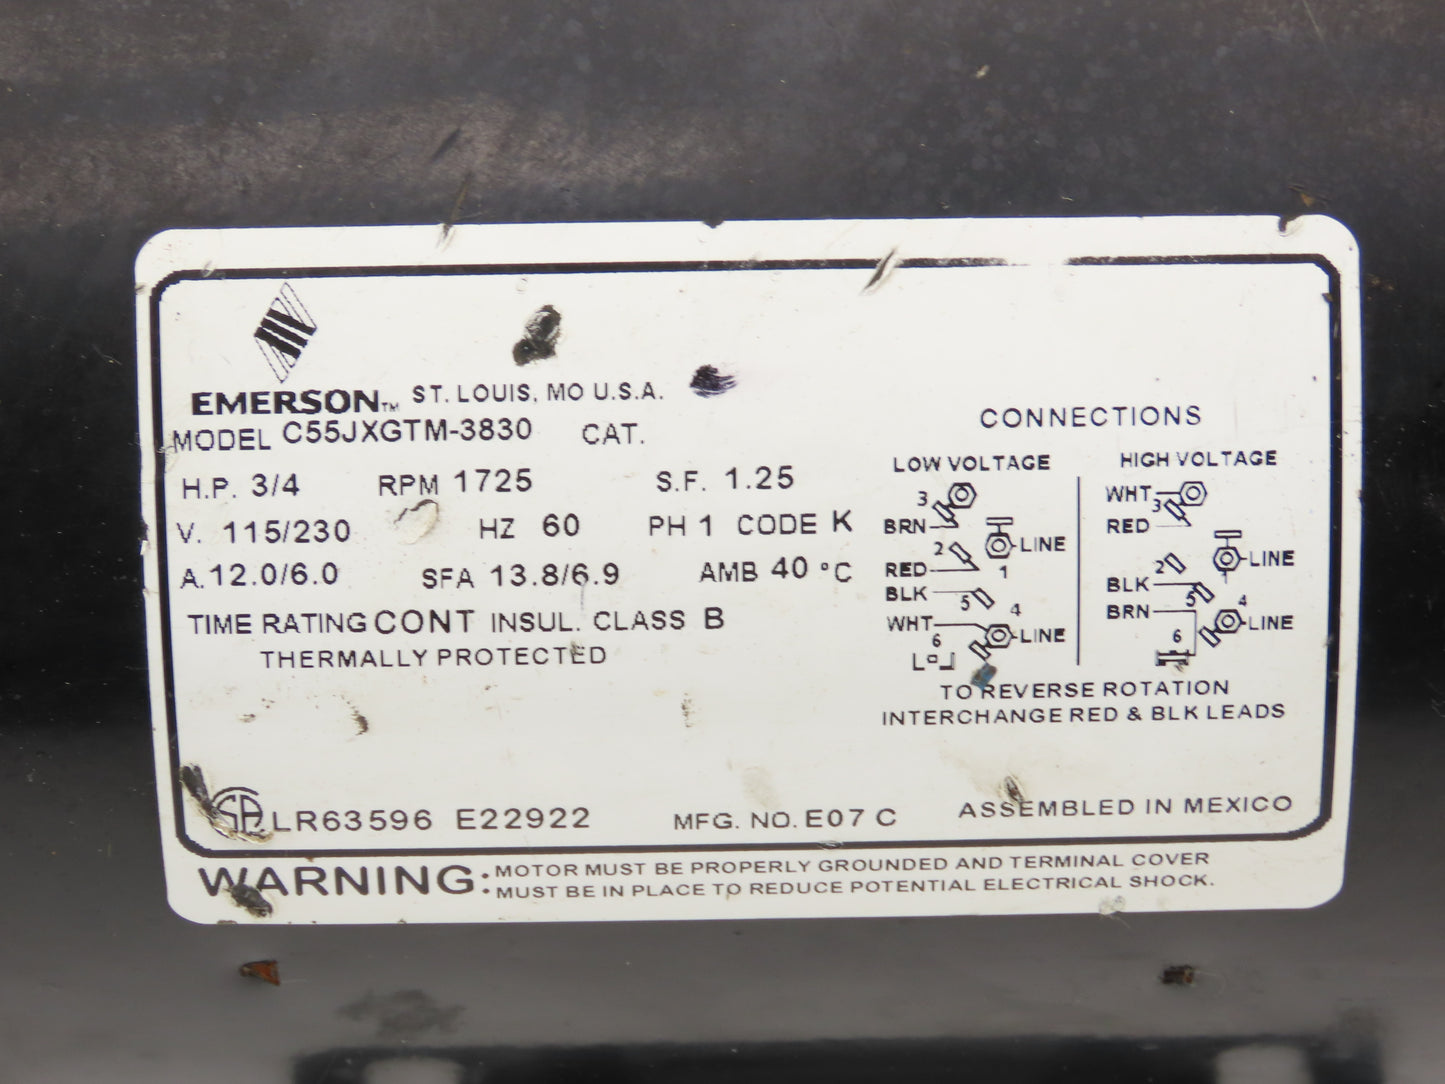 EMERSON™ ST. LOUIS, MO U.S.A.
MODEL C55JXGTM-3830 CAT.
H.P. 3/4 RPM 1725 S.F. 1.25
V. 115/230 HZ 60 PH 1 CODE K
A. 12.0/6.0 SFA 13.8/6.9 AMB 40 °C
TIME RATING CONT INSUL. CLASS B
THERMALLY PROTECTED
CONNECTIONS
LOW VOLTAGE
3
BRN
2
LINE
RED
1
BLK
5
4
WHT
6
LINE
HIGH VOLTAGE
WHT
3
RED
2
LINE
1
BLK
5
4
BRN
LINE
6
TO REVERSE ROTATION
INTERCHANGE RED & BLK LEADS
SA LR63596 E22922 MFG. NO. E07 C ASSEMBLED IN MEXICO
WARNING: MOTOR MUST BE PROPERLY GROUNDED AND TERMINAL COVER
MUST BE IN PLACE TO REDUCE POTENTIAL ELECTRICAL SHOCK.